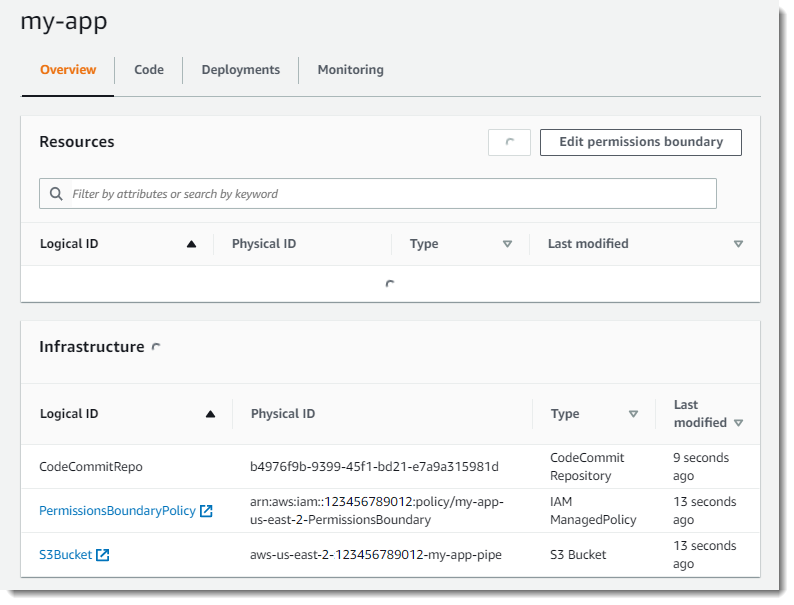 my-app
Overview Code Deployments Monitoring
Resources Edit permissions boundary
Filter by attributes or search by keyword
Logical ID Physical ID Type Last modified
Infrastructure
Logical ID Physical ID Type Last modified
CodeCommitRepo b4976f9b-9399-45f1-bd21-e7a9a315981d CodeCommit Repository 9 seconds ago
PermissionsBoundaryPolicy arn:aws:iam::123456789012:policy/my-app-us-east-2-PermissionsBoundary IAM ManagedPolicy 13 seconds ago
S3Bucket aws-us-east-2-123456789012-my-app-pipe S3 Bucket 13 seconds ago